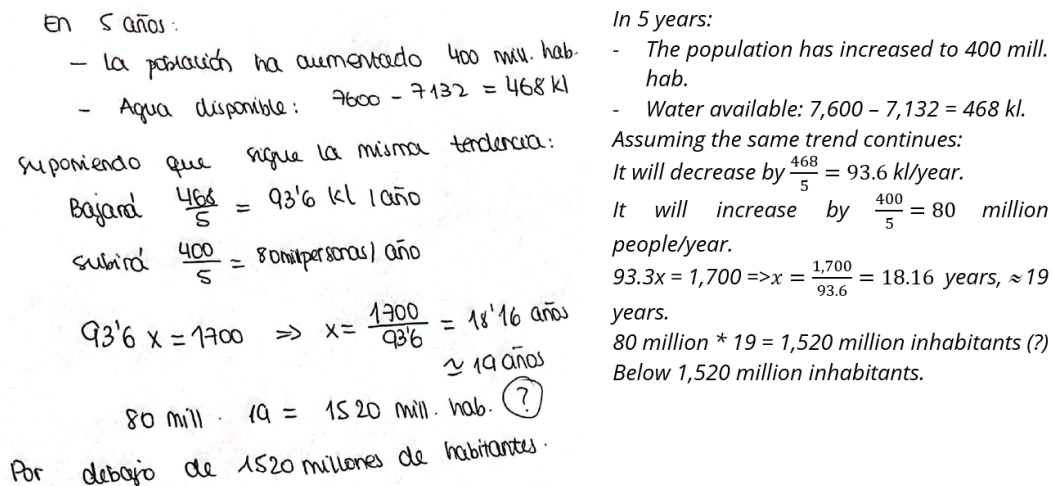 En 5 años:
- la población ha aumentado 400 mill. hab.
- Agua disponible: 7600 - 7132 = 468 kl
suponiendo que sigue la misma tendencia:
Bajará 468/5 = 93'6 kl / año
subirá 400/5 = 80 mill personas / año
93'6 x = 1700 => x = 1700/93'6 = 18'16 años
≃ 19 años
80 mill · 19 = 1520 mill. hab. (?)
Por debajo de 1520 millones de habitantes.
In 5 years:
- The population has increased to 400 mill.
hab.
- Water available: 7,600 – 7,132 = 468 kl.
Assuming the same trend continues:
It will decrease by 468/5 = 93.6 kl/year.
It will increase by 400/5 = 80 million
people/year.
93.3x = 1,700 =>x = 1,700/93.6 = 18.16 years, ≈19
years.
80 million * 19 = 1,520 million inhabitants (?)
Below 1,520 million inhabitants.